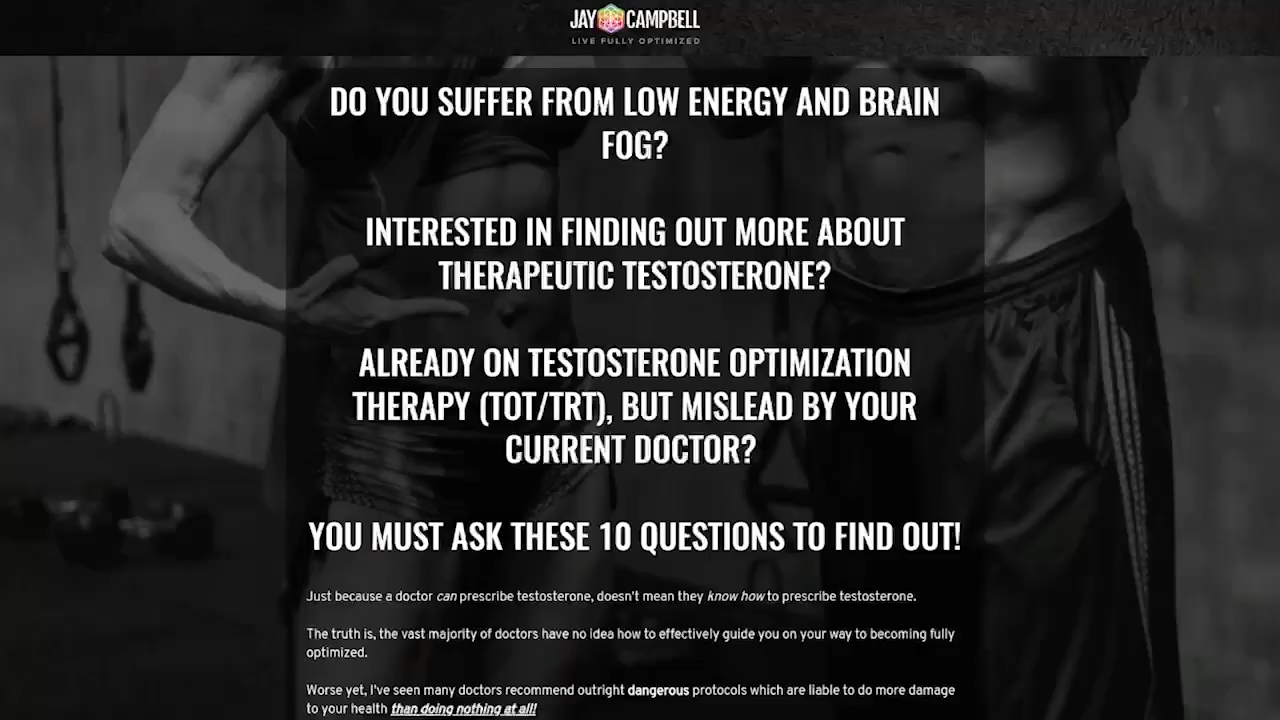 JAY CAMPBELL
LIVE FULLY OPTIMIZED
DO YOU SUFFER FROM LOW ENERGY AND BRAIN
FOG?
INTERESTED IN FINDING OUT MORE ABOUT
THERAPEUTIC TESTOSTERONE?
ALREADY ON TESTOSTERONE OPTIMIZATION
THERAPY (TOT/TRT), BUT MISLEAD BY YOUR
CURRENT DOCTOR?
YOU MUST ASK THESE 10 QUESTIONS TO FIND OUT!
Just because a doctor can prescribe testosterone, doesn't mean they know how to prescribe testosterone.
The truth is, the vast majority of doctors have no idea how to effectively guide you on your way to becoming fully
optimized.
Worse yet, I've seen many doctors recommend outright dangerous protocols which are liable to do more damage
to your health than doing nothing at all!